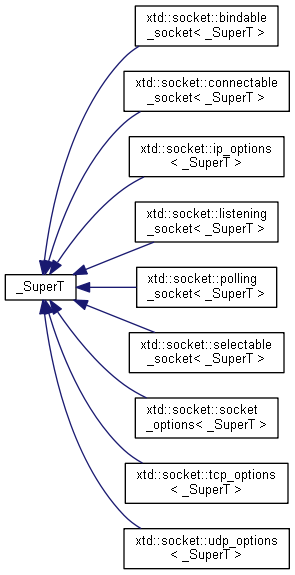 xtd::socket::bindable
_socket< _SuperT >
xtd::socket::connectable
_socket< _SuperT >
xtd::socket::ip_options
< _SuperT >
xtd::socket::listening
_socket< _SuperT >
_SuperT
xtd::socket::polling
_socket< _SuperT >
xtd::socket::selectable
_socket< _SuperT >
xtd::socket::socket
_options< _SuperT >
xtd::socket::tcp_options
< _SuperT >
xtd::socket::udp_options
< _SuperT >